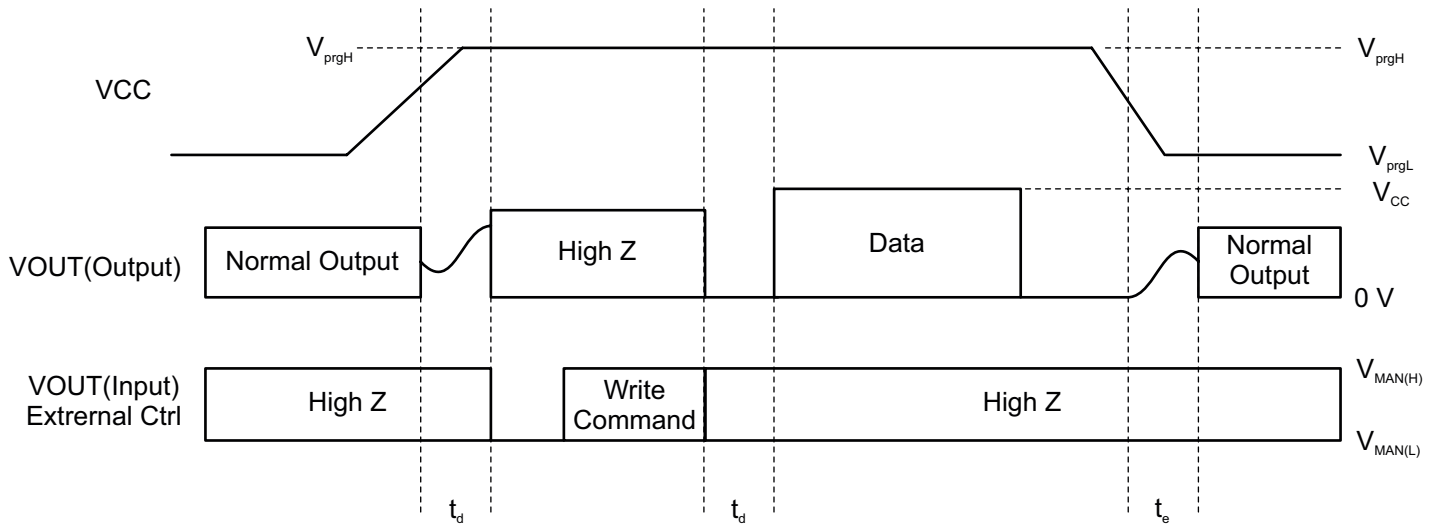 VprgH
VprgH
VCC
VprgL
VCC
VOUT(Output)
Normal Output
High Z
Data
Normal
Output
0 V
VOUT(Input)
Extrernal Ctrl
High Z
Write
Command
High Z
VMAN(H)
VMAN(L)
td
td
te